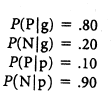 P(P|g) = .80
P(N|g) = .20
P(P|p) = .10
P(N|p) = .90